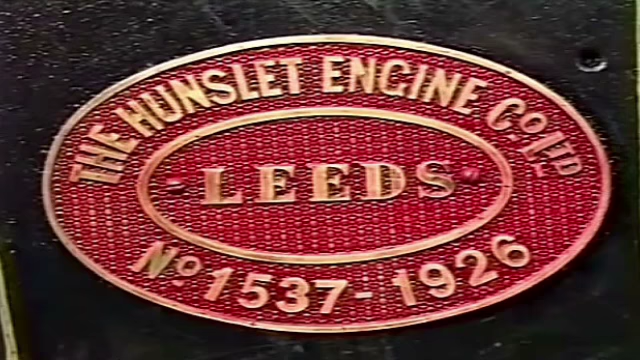 THE HUNSLET ENGINE Co LTD
LEEDS
No 1537 - 1926